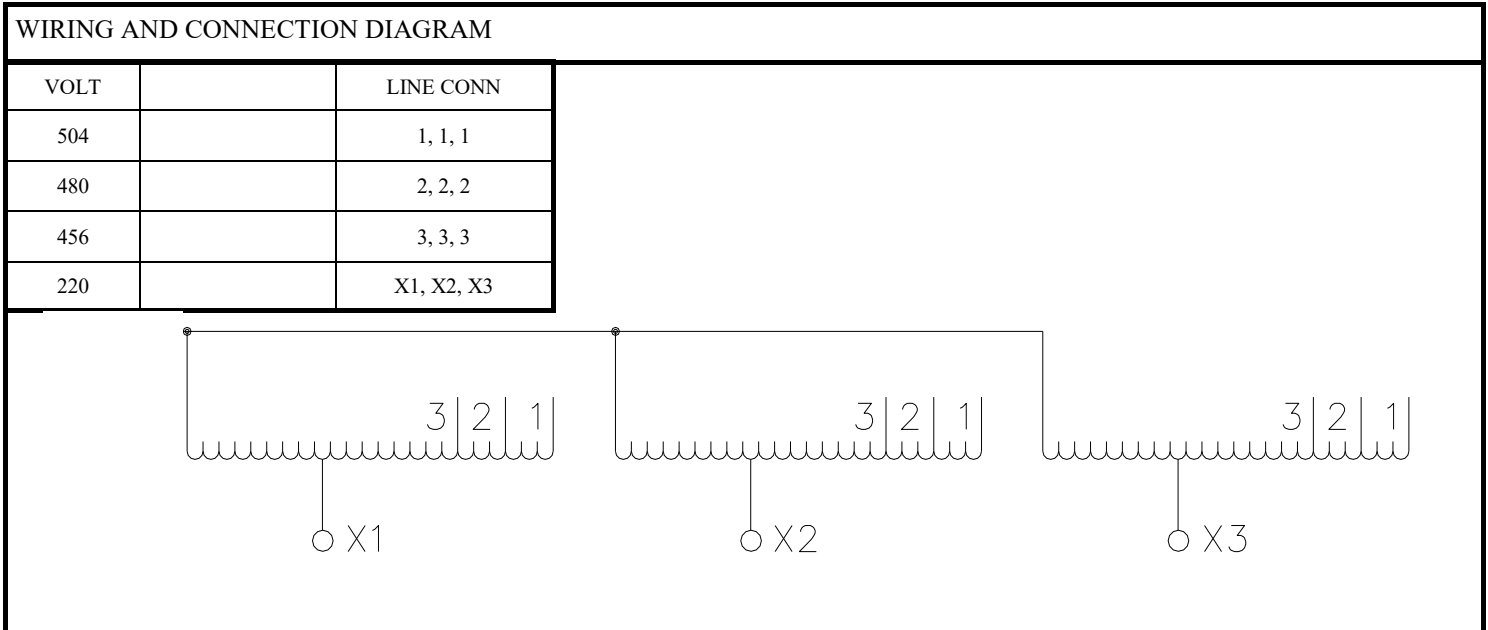 WIRING AND CONNECTION DIAGRAM
VOLT LINE CONN
504 1, 1, 1
480 2, 2, 2
456 3, 3, 3
220 X1, X2, X3
3 2 1 3 2 1 3 2 1
X1 X2 X3